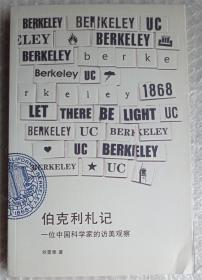 BERKELEY BERKELEY UC
ELEY BERKELEY
BERKELEY berke
Berkeley UC
rkeley 1868
LET THERE BE LIGHT UC
BERKELEY UC BERKELEY
UC BERKELEY
BERKELEY UC
伯克利札记
一位中国科学家的访美观察